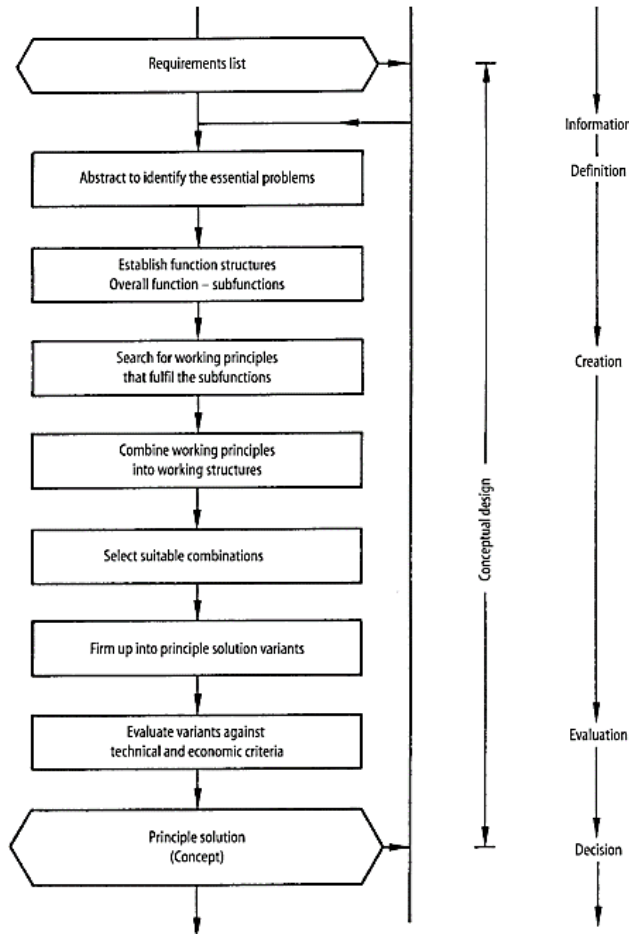 Requirements list
Information
Abstract to identify the essential problems
Definition
Establish function structures
Overall function – subfunctions
Search for working principles
that fulfil the subfunctions
Creation
Combine working principles
into working structures
Conceptual design
Select suitable combinations
Firm up into principle solution variants
Evaluate variants against
technical and economic criteria
Evaluation
Principle solution
(Concept)
Decision